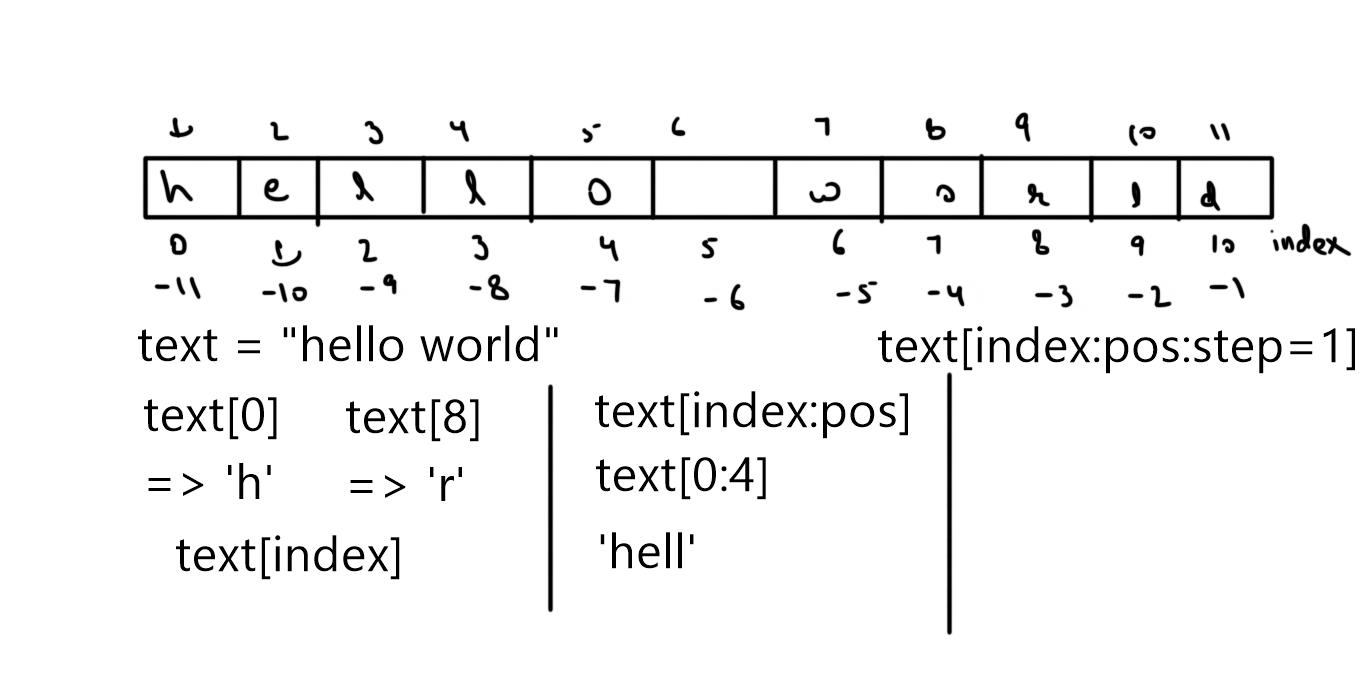 1 2 3 4 5 6 7 8 9 10 11
h e l l o w o r l d
0 1 2 3 4 5 6 7 8 9 10 index
-11 -10 -9 -8 -7 -6 -5 -4 -3 -2 -1
text = "hello world" text[index:pos:step=1]
text[0] text[8] text[index:pos]
=> 'h' => 'r' text[0:4]
text[index] 'hell'